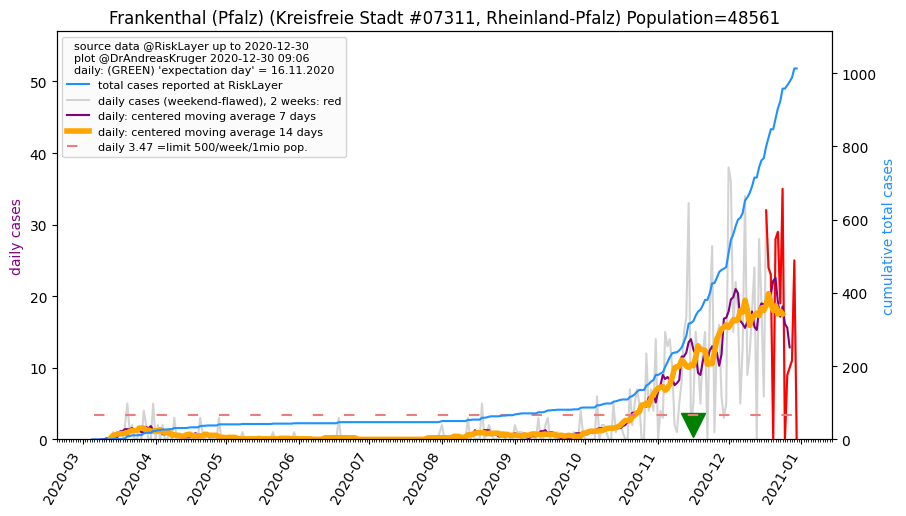 Frankenthal (Pfalz) (Kreisfreie Stadt #07311, Rheinland-Pfalz) Population=48561
source data @RiskLayer up to 2020-12-30
plot @DrAndreasKruger 2020-12-30 09:06
daily: (GREEN) 'expectation day' = 16.11.2020
total cases reported at RiskLayer
daily cases (weekend-flawed), 2 weeks: red
daily: centered moving average 7 days
daily: centered moving average 14 days
daily 3.47 =limit 500/week/1mio pop.
daily cases
50
40
30
20
10
0
cumulative total cases
1000
800
600
400
200
0
2020-03
2020-04
2020-05
2020-06
2020-07
2020-08
2020-09
2020-10
2020-11
2020-12
2021-01